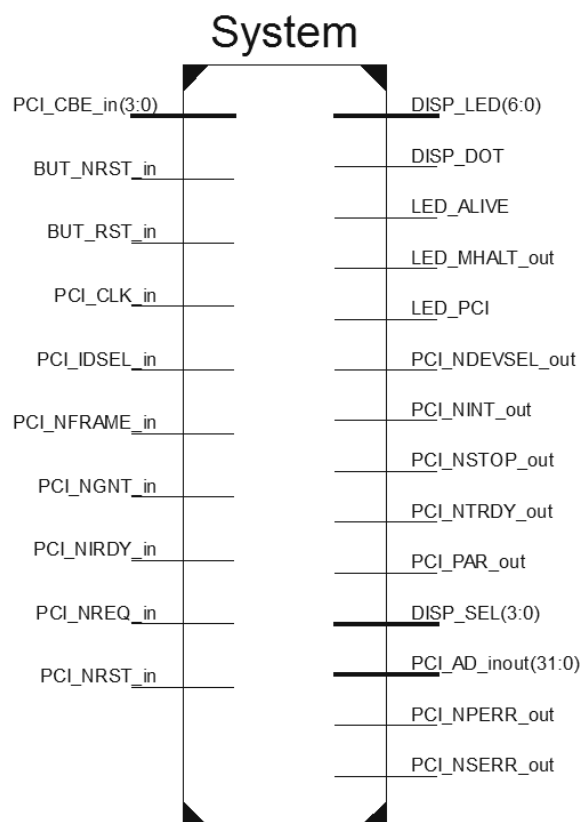 System
PCI_CBE_in(3:0)
BUT_NRST_in
BUT_RST_in
PCI_CLK_in
PCI_IDSEL_in
PCI_NFRAME_in
PCI_NGNT_in
PCI_NIRDY_in
PCI_NREQ_in
PCI_NRST_in
DISP_LED(6:0)
DISP_DOT
LED_ALIVE
LED_MHALT_out
LED_PCI
PCI_NDEVSEL_out
PCI_NINT_out
PCI_NSTOP_out
PCI_NTRDY_out
PCI_PAR_out
DISP_SEL(3:0)
PCI_AD_inout(31:0)
PCI_NPERR_out
PCI_NSERR_out